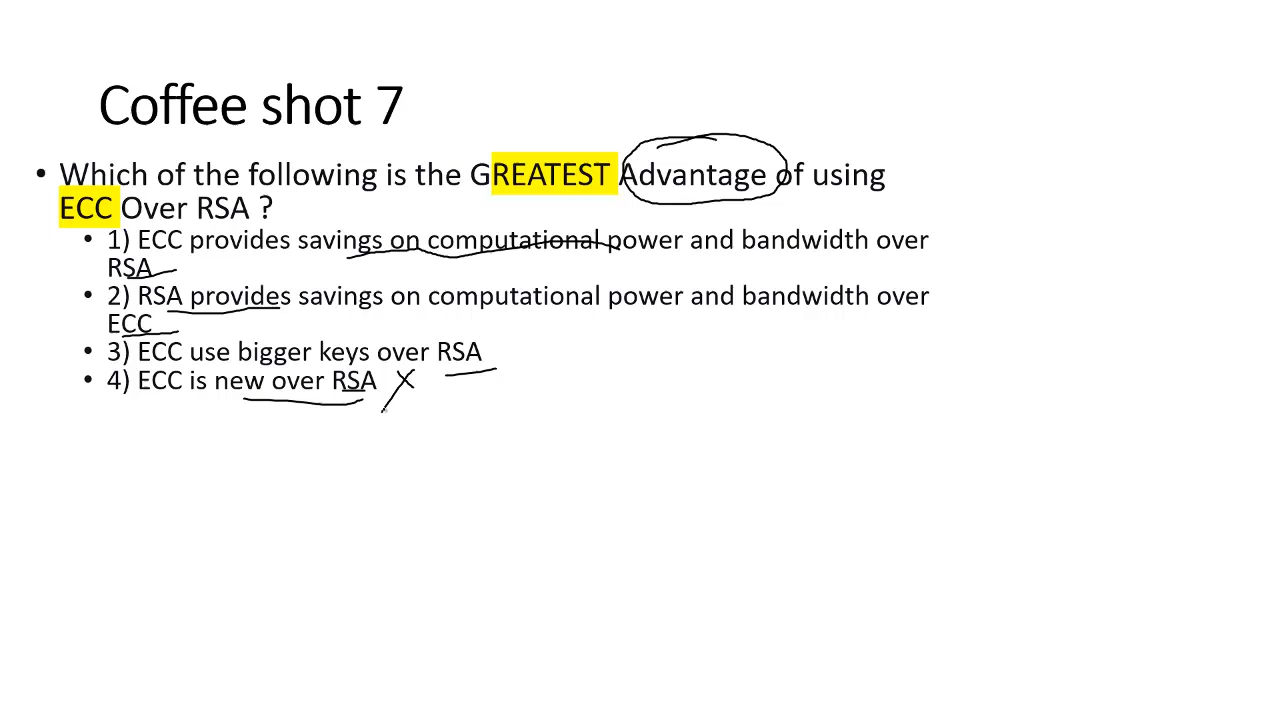 Coffee shot 7
• Which of the following is the GREATEST Advantage of using
ECC Over RSA ?
• 1) ECC provides savings on computational power and bandwidth over
RSA
• 2) RSA provides savings on computational power and bandwidth over
ECC
• 3) ECC use bigger keys over RSA
• 4) ECC is new over RSA X